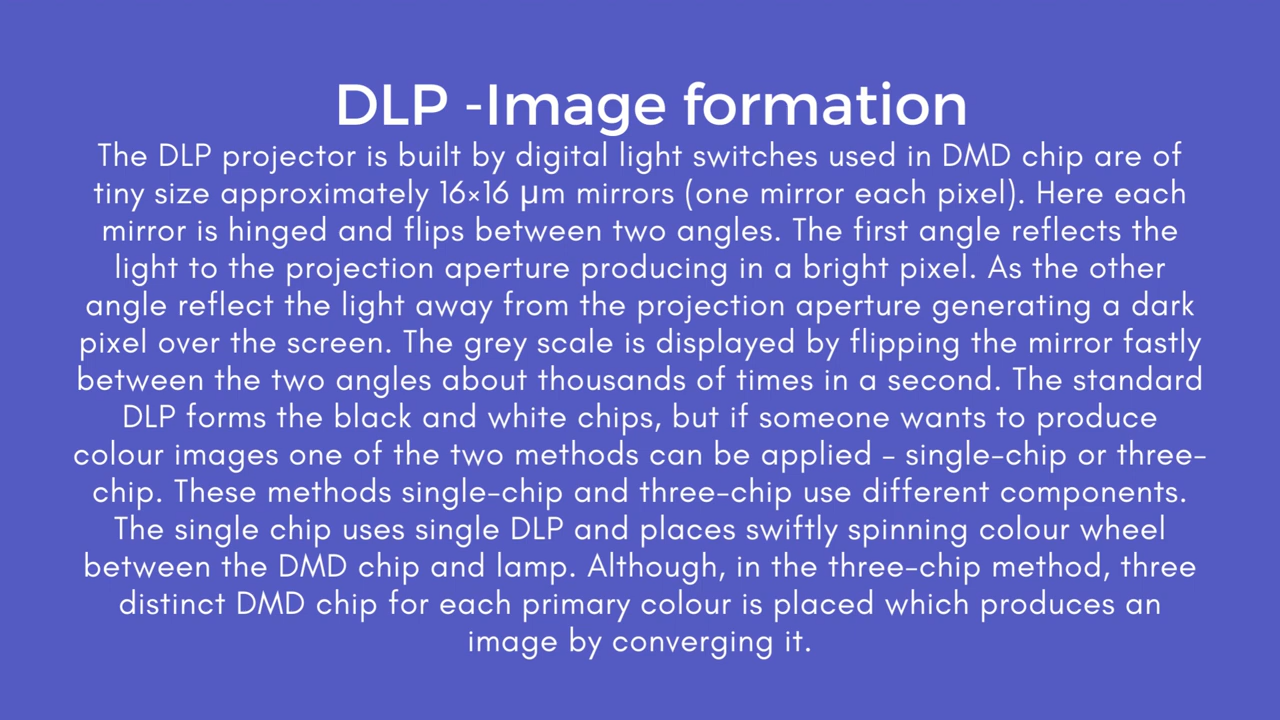 DLP -Image formation
The DLP projector is built by digital light switches used in DMD chip are of
tiny size approximately 16×16 μm mirrors (one mirror each pixel). Here each
mirror is hinged and flips between two angles. The first angle reflects the
light to the projection aperture producing in a bright pixel. As the other
angle reflect the light away from the projection aperture generating a dark
pixel over the screen. The grey scale is displayed by flipping the mirror fastly
between the two angles about thousands of times in a second. The standard
DLP forms the black and white chips, but if someone wants to produce
colour images one of the two methods can be applied – single-chip or three-
chip. These methods single-chip and three-chip use different components.
The single chip uses single DLP and places swiftly spinning colour wheel
between the DMD chip and lamp. Although, in the three-chip method, three
distinct DMD chip for each primary colour is placed which produces an
image by converging it.